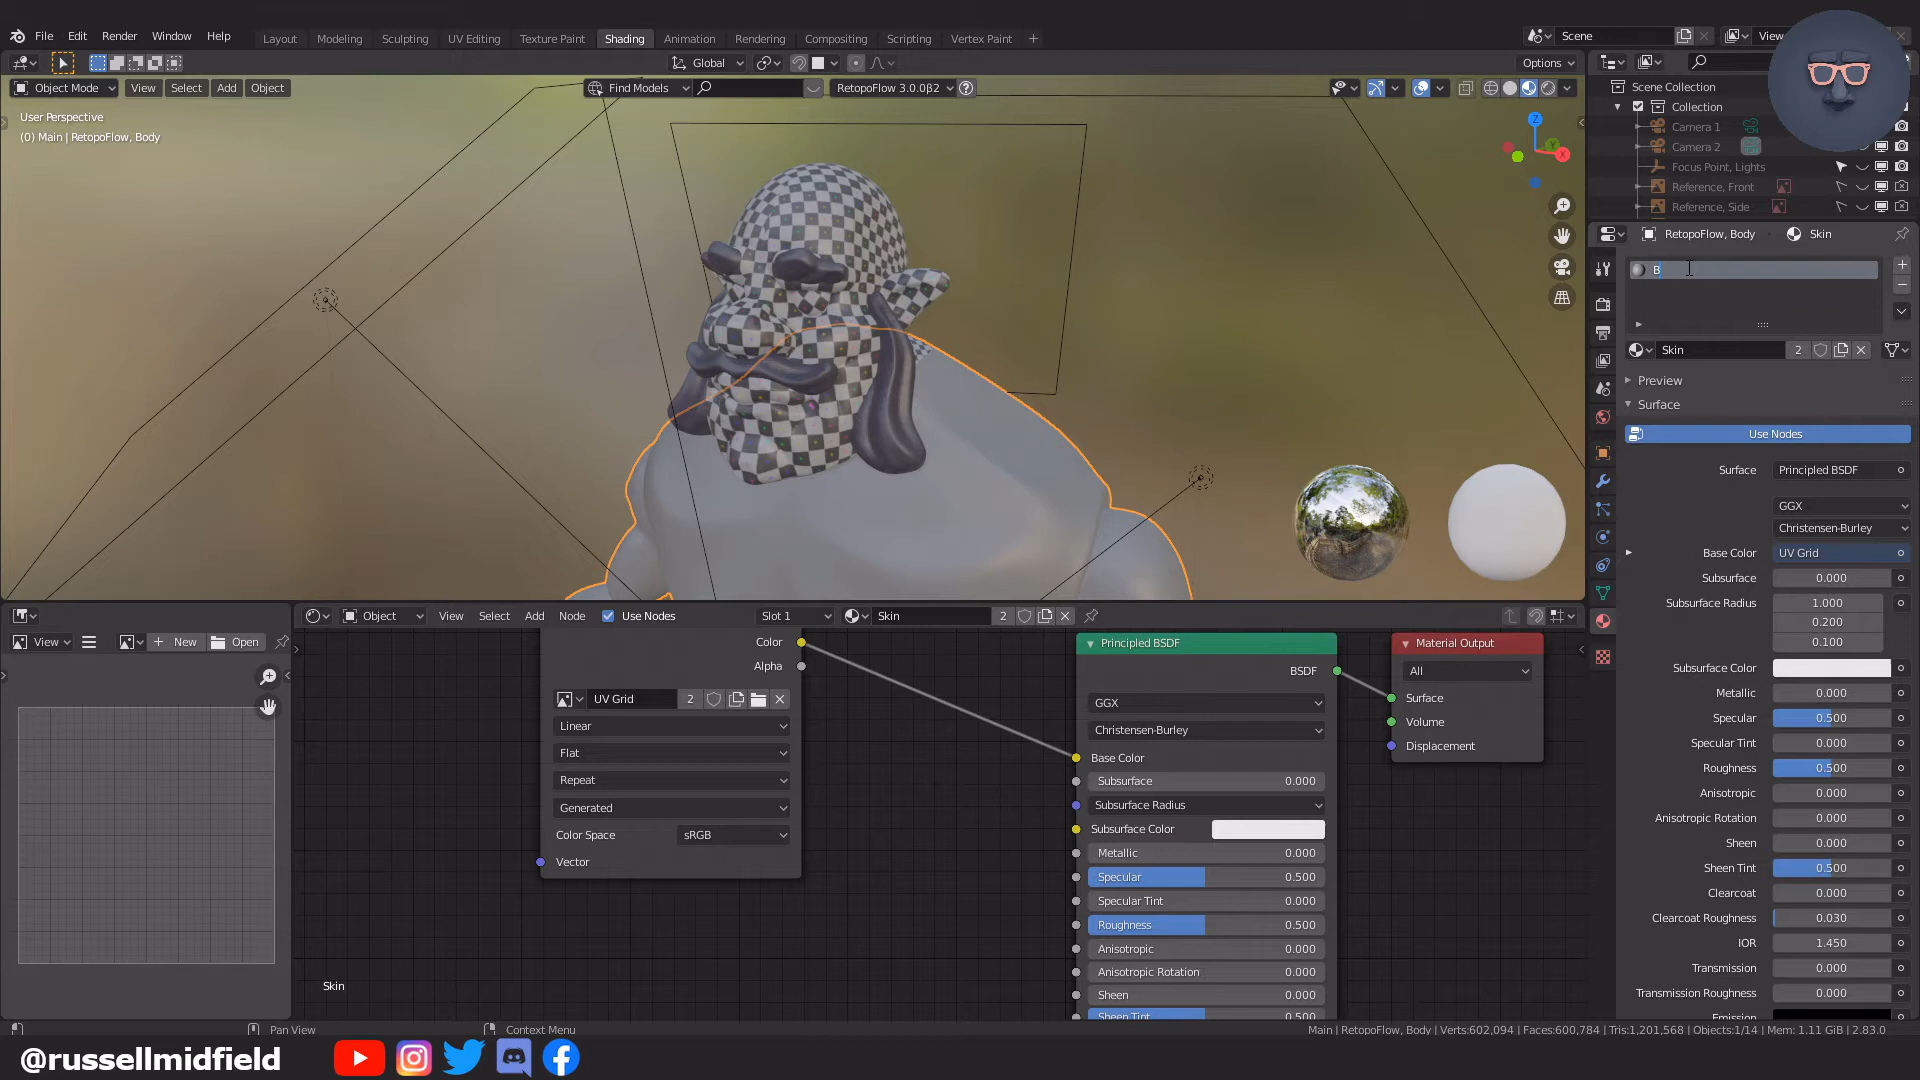 File Edit Render Window Help
Layout Modeling Sculpting UV Editing Texture Paint Shading Animation Rendering Compositing Scripting Vertex Paint +
Scene
Global
Options
Object Mode View Select Add Object
Find Models
RetopoFlow 3.0.0β2
User Perspective
(0) Main | RetopoFlow, Body
Z
Y
X
Scene Collection
Collection
Camera 1
Camera 2
Focus Point, Lights
Reference, Front
Reference, Side
RetopoFlow, Body Skin
B
Skin 2
Preview
Surface
Use Nodes
Surface Principled BSDF
GGX
Christensen-Burley
Base Color UV Grid
Subsurface 0.000
Subsurface Radius 1.000
0.200
0.100
Subsurface Color
Metallic 0.000
Specular 0.500
Specular Tint 0.000
Roughness 0.500
Anisotropic 0.000
Anisotropic Rotation 0.000
Sheen 0.000
Sheen Tint 0.500
Clearcoat 0.000
Clearcoat Roughness 0.030
IOR 1.450
Transmission 0.000
Transmission Roughness 0.000
Emission
View New Open
Object View Select Add Node Use Nodes Slot 1 Skin 2
Color
Alpha
UV Grid 2
Linear
Flat
Repeat
Generated
Color Space sRGB
Vector
Principled BSDF
BSDF
GGX
Christensen-Burley
Base Color
Subsurface 0.000
Subsurface Radius
Subsurface Color
Metallic 0.000
Specular 0.500
Specular Tint 0.000
Roughness 0.500
Anisotropic 0.000
Anisotropic Rotation 0.000
Sheen 0.000
Sheen Tint 0.500
Material Output
All
Surface
Volume
Displacement
Skin
Pan View Context Menu
Main | RetopoFlow, Body | Verts:602,094 | Faces:600,784 | Tris:1,201,568 | Objects:1/14 | Mem: 1.11 GiB | 2.83.0
@russellmidfield